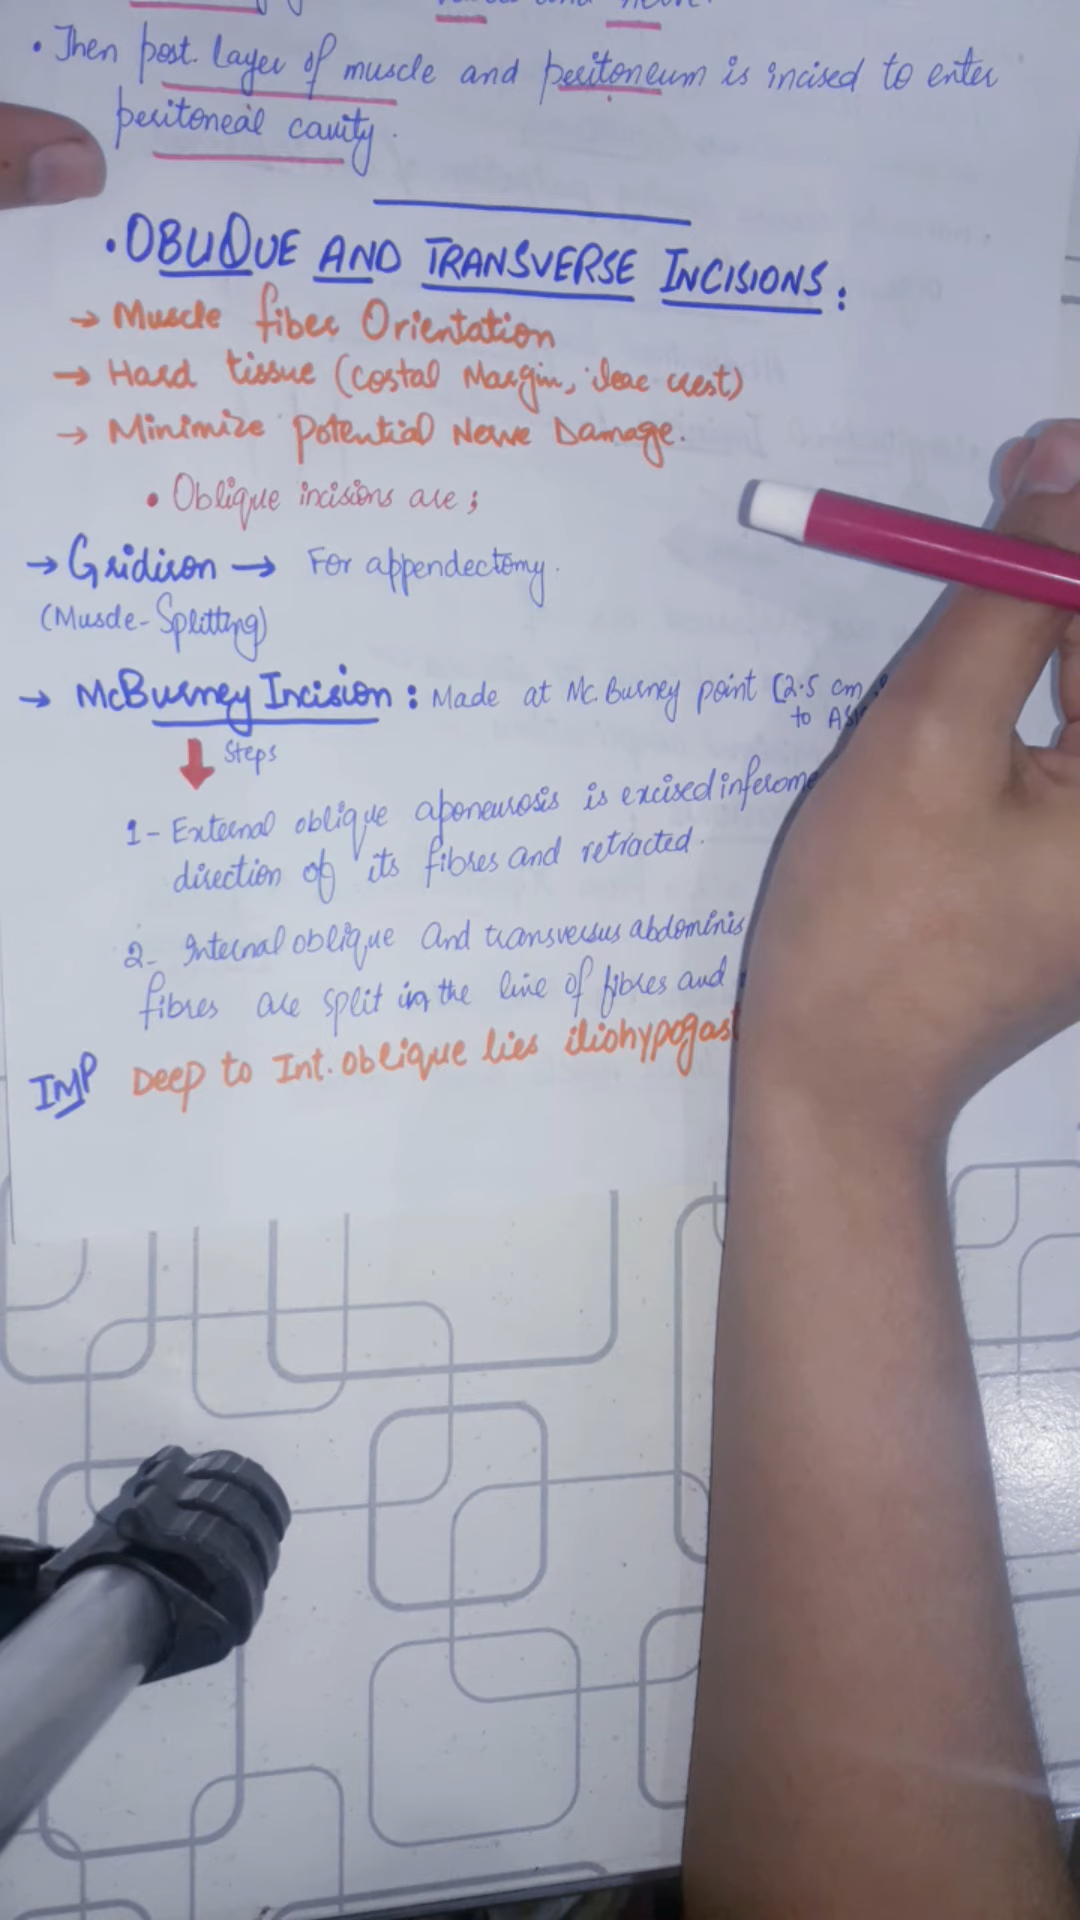 • Then post. layer of muscle and peritoneum is incised to enter
peritoneal cavity.
• OBLIQUE AND TRANSVERSE INCISIONS:
→ Muscle fiber Orientation
→ Hard tissue (Costal Margin, ileac crest)
→ Minimize Potential Nerve Damage.
• Oblique incisions are;
→ Gridiron → For appendectomy.
(Muscle-Splitting)
→ McBurney Incision: Made at Mc.Burney point (2.5 cm
to
Steps
1- External oblique aponeurosis is excised
direction of its fibres and retracted.
2- Internal oblique and transversus abdominis
fibres are split in the line of fibres and
IMP Deep to Int. oblique lies